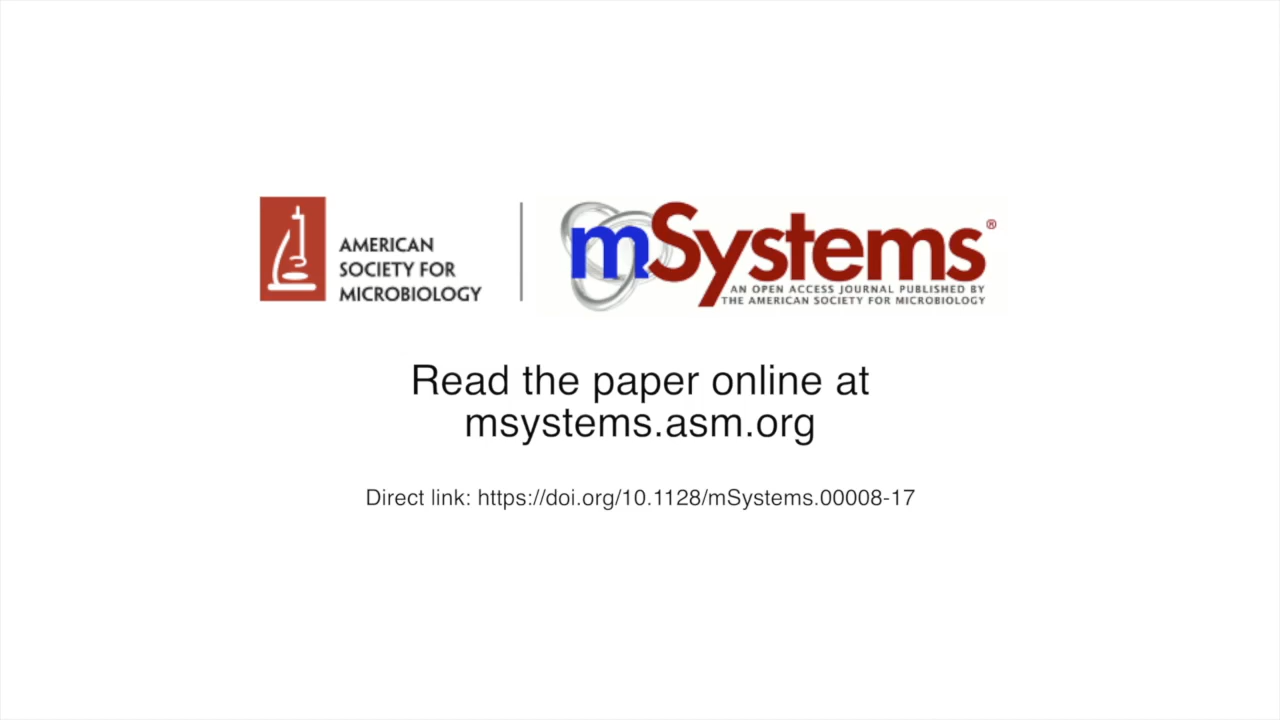 AMERICAN
SOCIETY FOR
MICROBIOLOGY
mSystems®
AN OPEN ACCESS JOURNAL PUBLISHED BY
THE AMERICAN SOCIETY FOR MICROBIOLOGY
Read the paper online at
msystems.asm.org
Direct link: https://doi.org/10.1128/mSystems.00008-17